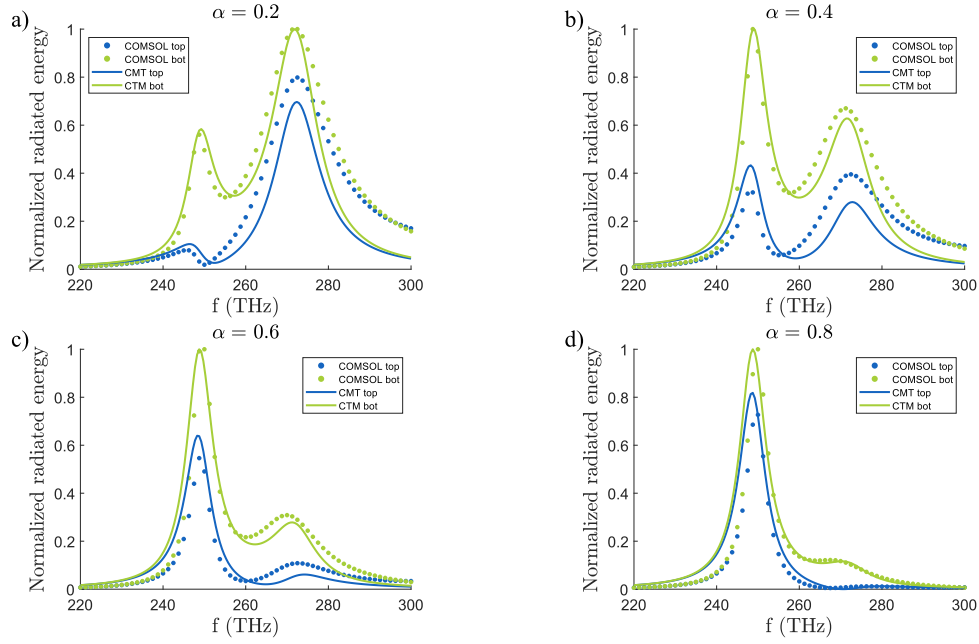 a)
α = 0.2
Normalized radiated energy
1
0.8
0.6
0.4
0.2
0
COMSOL top
COMSOL bot
CMT top
CTM bot
220 240 260 280 300
f (THz)
b)
α = 0.4
Normalized radiated energy
1
0.8
0.6
0.4
0.2
0
COMSOL top
COMSOL bot
CMT top
CTM bot
220 240 260 280 300
f (THz)
c)
α = 0.6
Normalized radiated energy
1
0.8
0.6
0.4
0.2
0
COMSOL top
COMSOL bot
CMT top
CTM bot
220 240 260 280 300
f (THz)
d)
α = 0.8
Normalized radiated energy
1
0.8
0.6
0.4
0.2
0
COMSOL top
COMSOL bot
CMT top
CTM bot
220 240 260 280 300
f (THz)